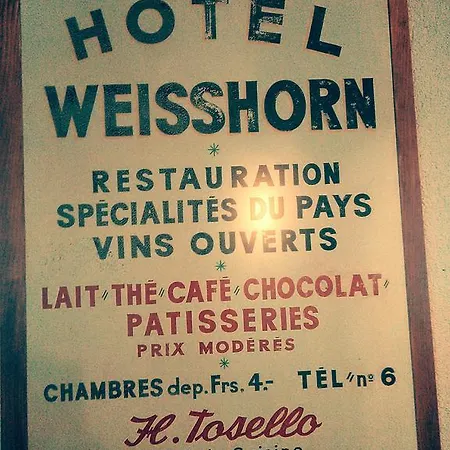 HOTEL
WEISSHORN
RESTAURATION
SPÉCIALITÉS DU PAYS
VINS OUVERTS
LAIT " THÉ " CAFÉ " CHOCOLAT "
PATISSERIES
PRIX MODÉRÉS
CHAMBRES dep. Frs. 4.- TÉL " nº 6
H. Tosello